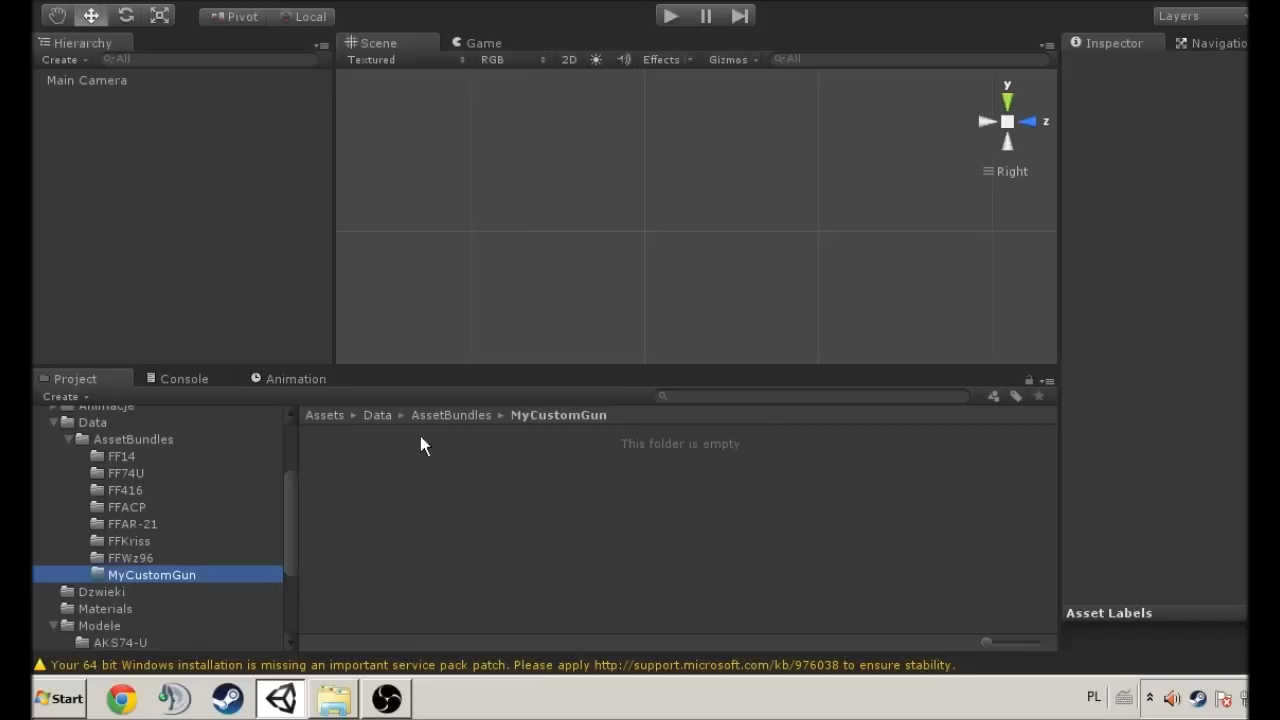 Pivot Local Layers
Hierarchy Scene Game Inspector Navigatio
Create All Textured RGB 2D Effects Gizmos All
Main Camera
y
z
Right
Project Console Animation
Create
Animacje
Assets Data AssetBundles MyCustomGun
Data
This folder is empty
AssetBundles
FF14
FF74U
FF416
FFACP
FFAR-21
FFKriss
FFWz96
MyCustomGun
Dzwieki
Materials
Asset Labels
Modele
AKS74-U
Your 64 bit Windows installation is missing an important service pack patch. Please apply http://support.microsoft.com/kb/976038 to ensure stability.
Start PL